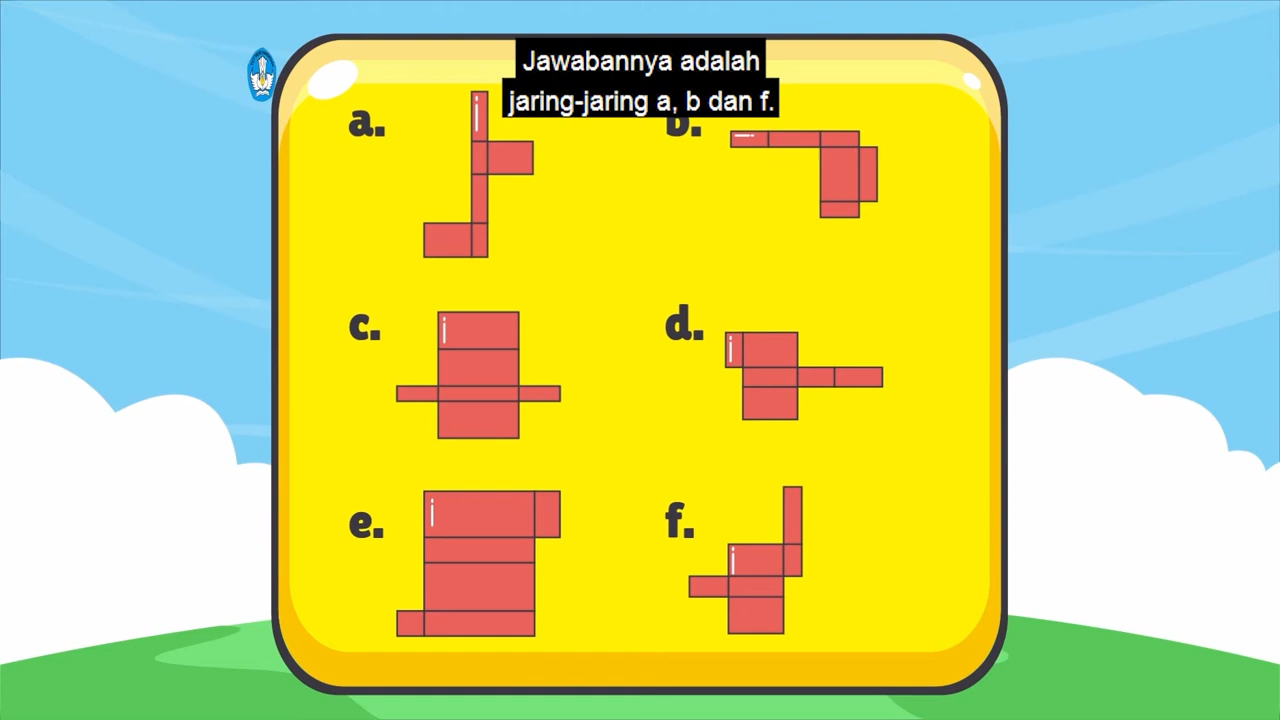 Jawabannya adalah
jaring-jaring a, b dan f.
a.
b.
c.
d.
e.
f.